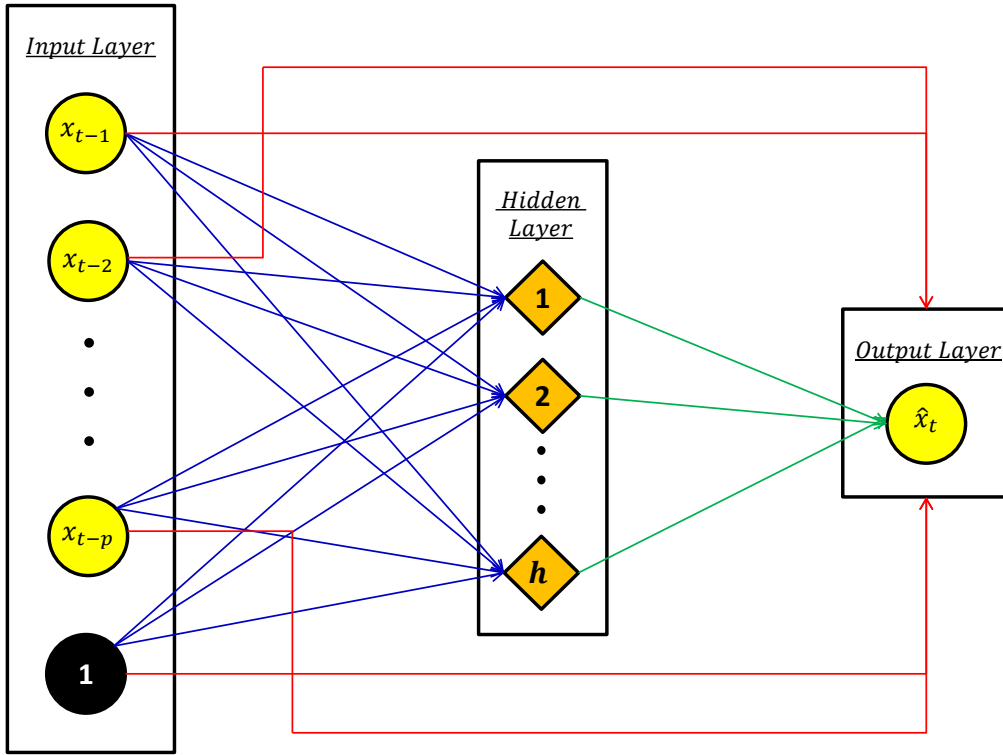 Input Layer
x_{t−1}
x_{t−2}
x_{t−p}
1
Hidden
Layer
1
2
h
Output Layer
x̂_t